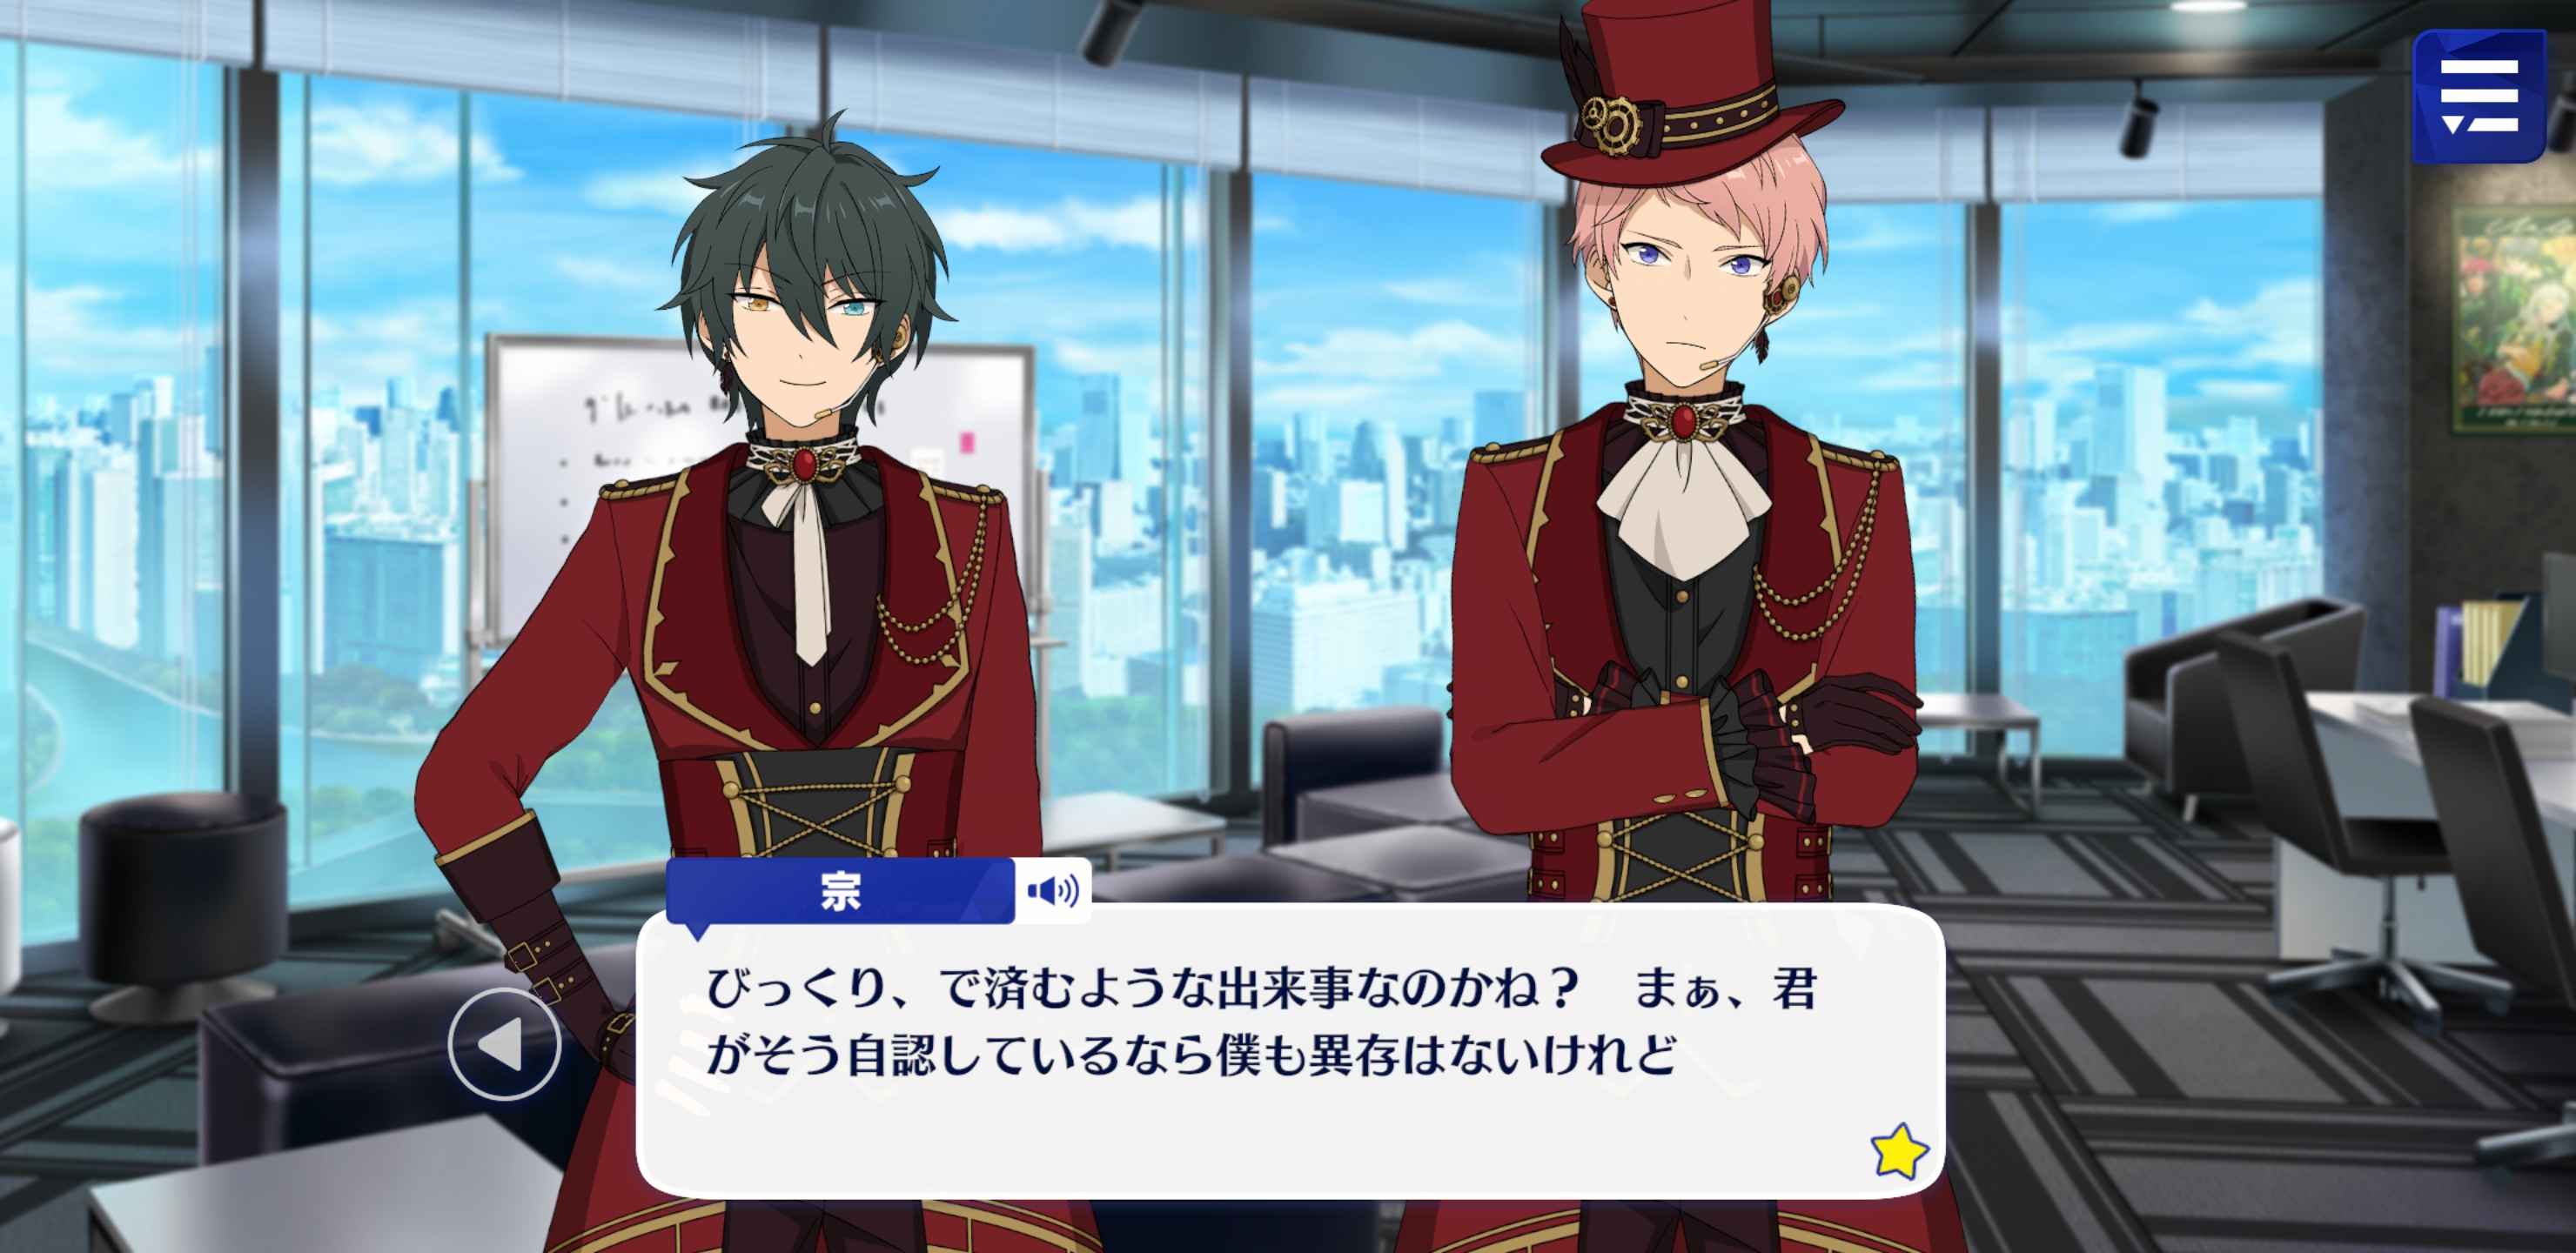 宗
びっくり、で済むような出来事なのかね？　まぁ、君
がそう自認しているなら僕も異存はないけれど